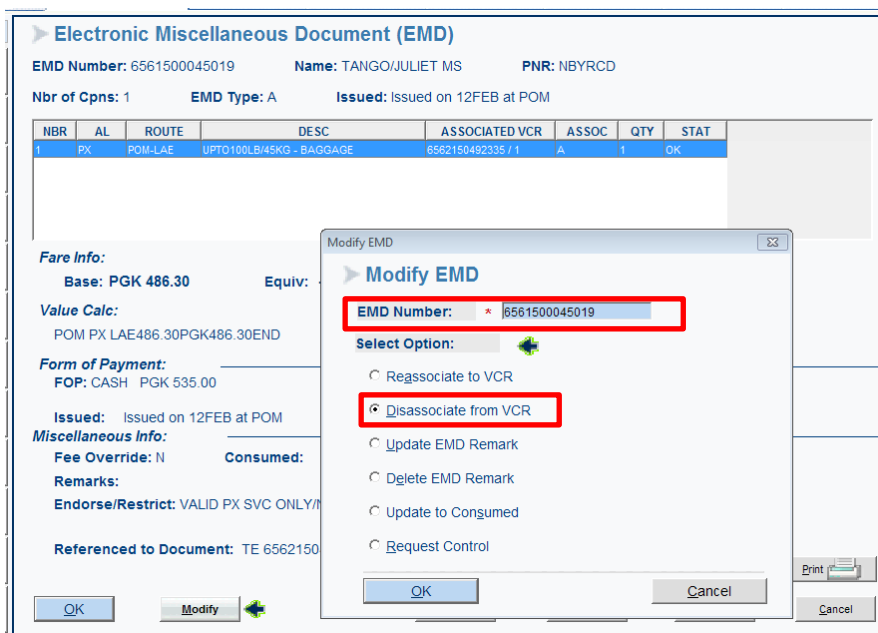 Electronic Miscellaneous Document (EMD)
EMD Number: 6561500045019 Name: TANGO/JULIET MS PNR: NBYRCD
Nbr of Cpns: 1 EMD Type: A Issued: Issued on 12FEB at POM
NBR AL ROUTE DESC ASSOCIATED VCR ASSOC QTY STAT
1 PX POM-LAE UPTO100LB/45KG - BAGGAGE 6562150492335 / 1 A 1 OK
Fare Info:
Base: PGK 486.30 Equiv:
Value Calc:
POM PX LAE486.30PGK486.30END
Form of Payment:
FOP: CASH PGK 535.00
Issued: Issued on 12FEB at POM
Miscellaneous Info:
Fee Override: N Consumed:
Remarks:
Endorse/Restrict: VALID PX SVC ONLY/
Referenced to Document: TE 6562150
OK Modify
Modify EMD
Modify EMD
EMD Number: * 6561500045019
Select Option:
Reassociate to VCR
Disassociate from VCR
Update EMD Remark
Delete EMD Remark
Update to Consumed
Request Control
OK Cancel
Print
Cancel